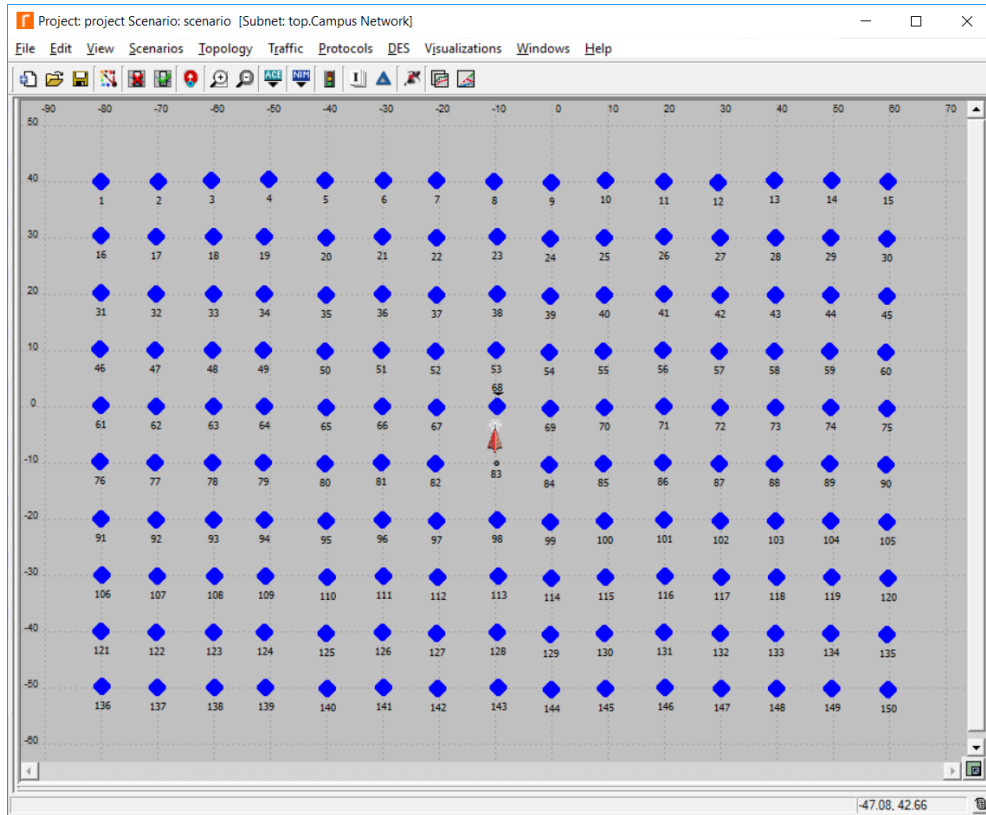 Project: project Scenario: scenario [Subnet: top.Campus Network]
File Edit View Scenarios Topology Traffic Protocols DES Visualizations Windows Help
ACE NIM
-90 -80 -70 -60 -50 -40 -30 -20 -10 0 10 20 30 40 50 60 70
50
40
1 2 3 4 5 6 7 8 9 10 11 12 13 14 15
30
16 17 18 19 20 21 22 23 24 25 26 27 28 29 30
20
31 32 33 34 35 36 37 38 39 40 41 42 43 44 45
10
46 47 48 49 50 51 52 53 54 55 56 57 58 59 60
68
0
61 62 63 64 65 66 67 69 70 71 72 73 74 75
-10
76 77 78 79 80 81 82 83 84 85 86 87 88 89 90
-20
91 92 93 94 95 96 97 98 99 100 101 102 103 104 105
-30
106 107 108 109 110 111 112 113 114 115 116 117 118 119 120
-40
121 122 123 124 125 126 127 128 129 130 131 132 133 134 135
-50
136 137 138 139 140 141 142 143 144 145 146 147 148 149 150
-60
-47.08, 42.66